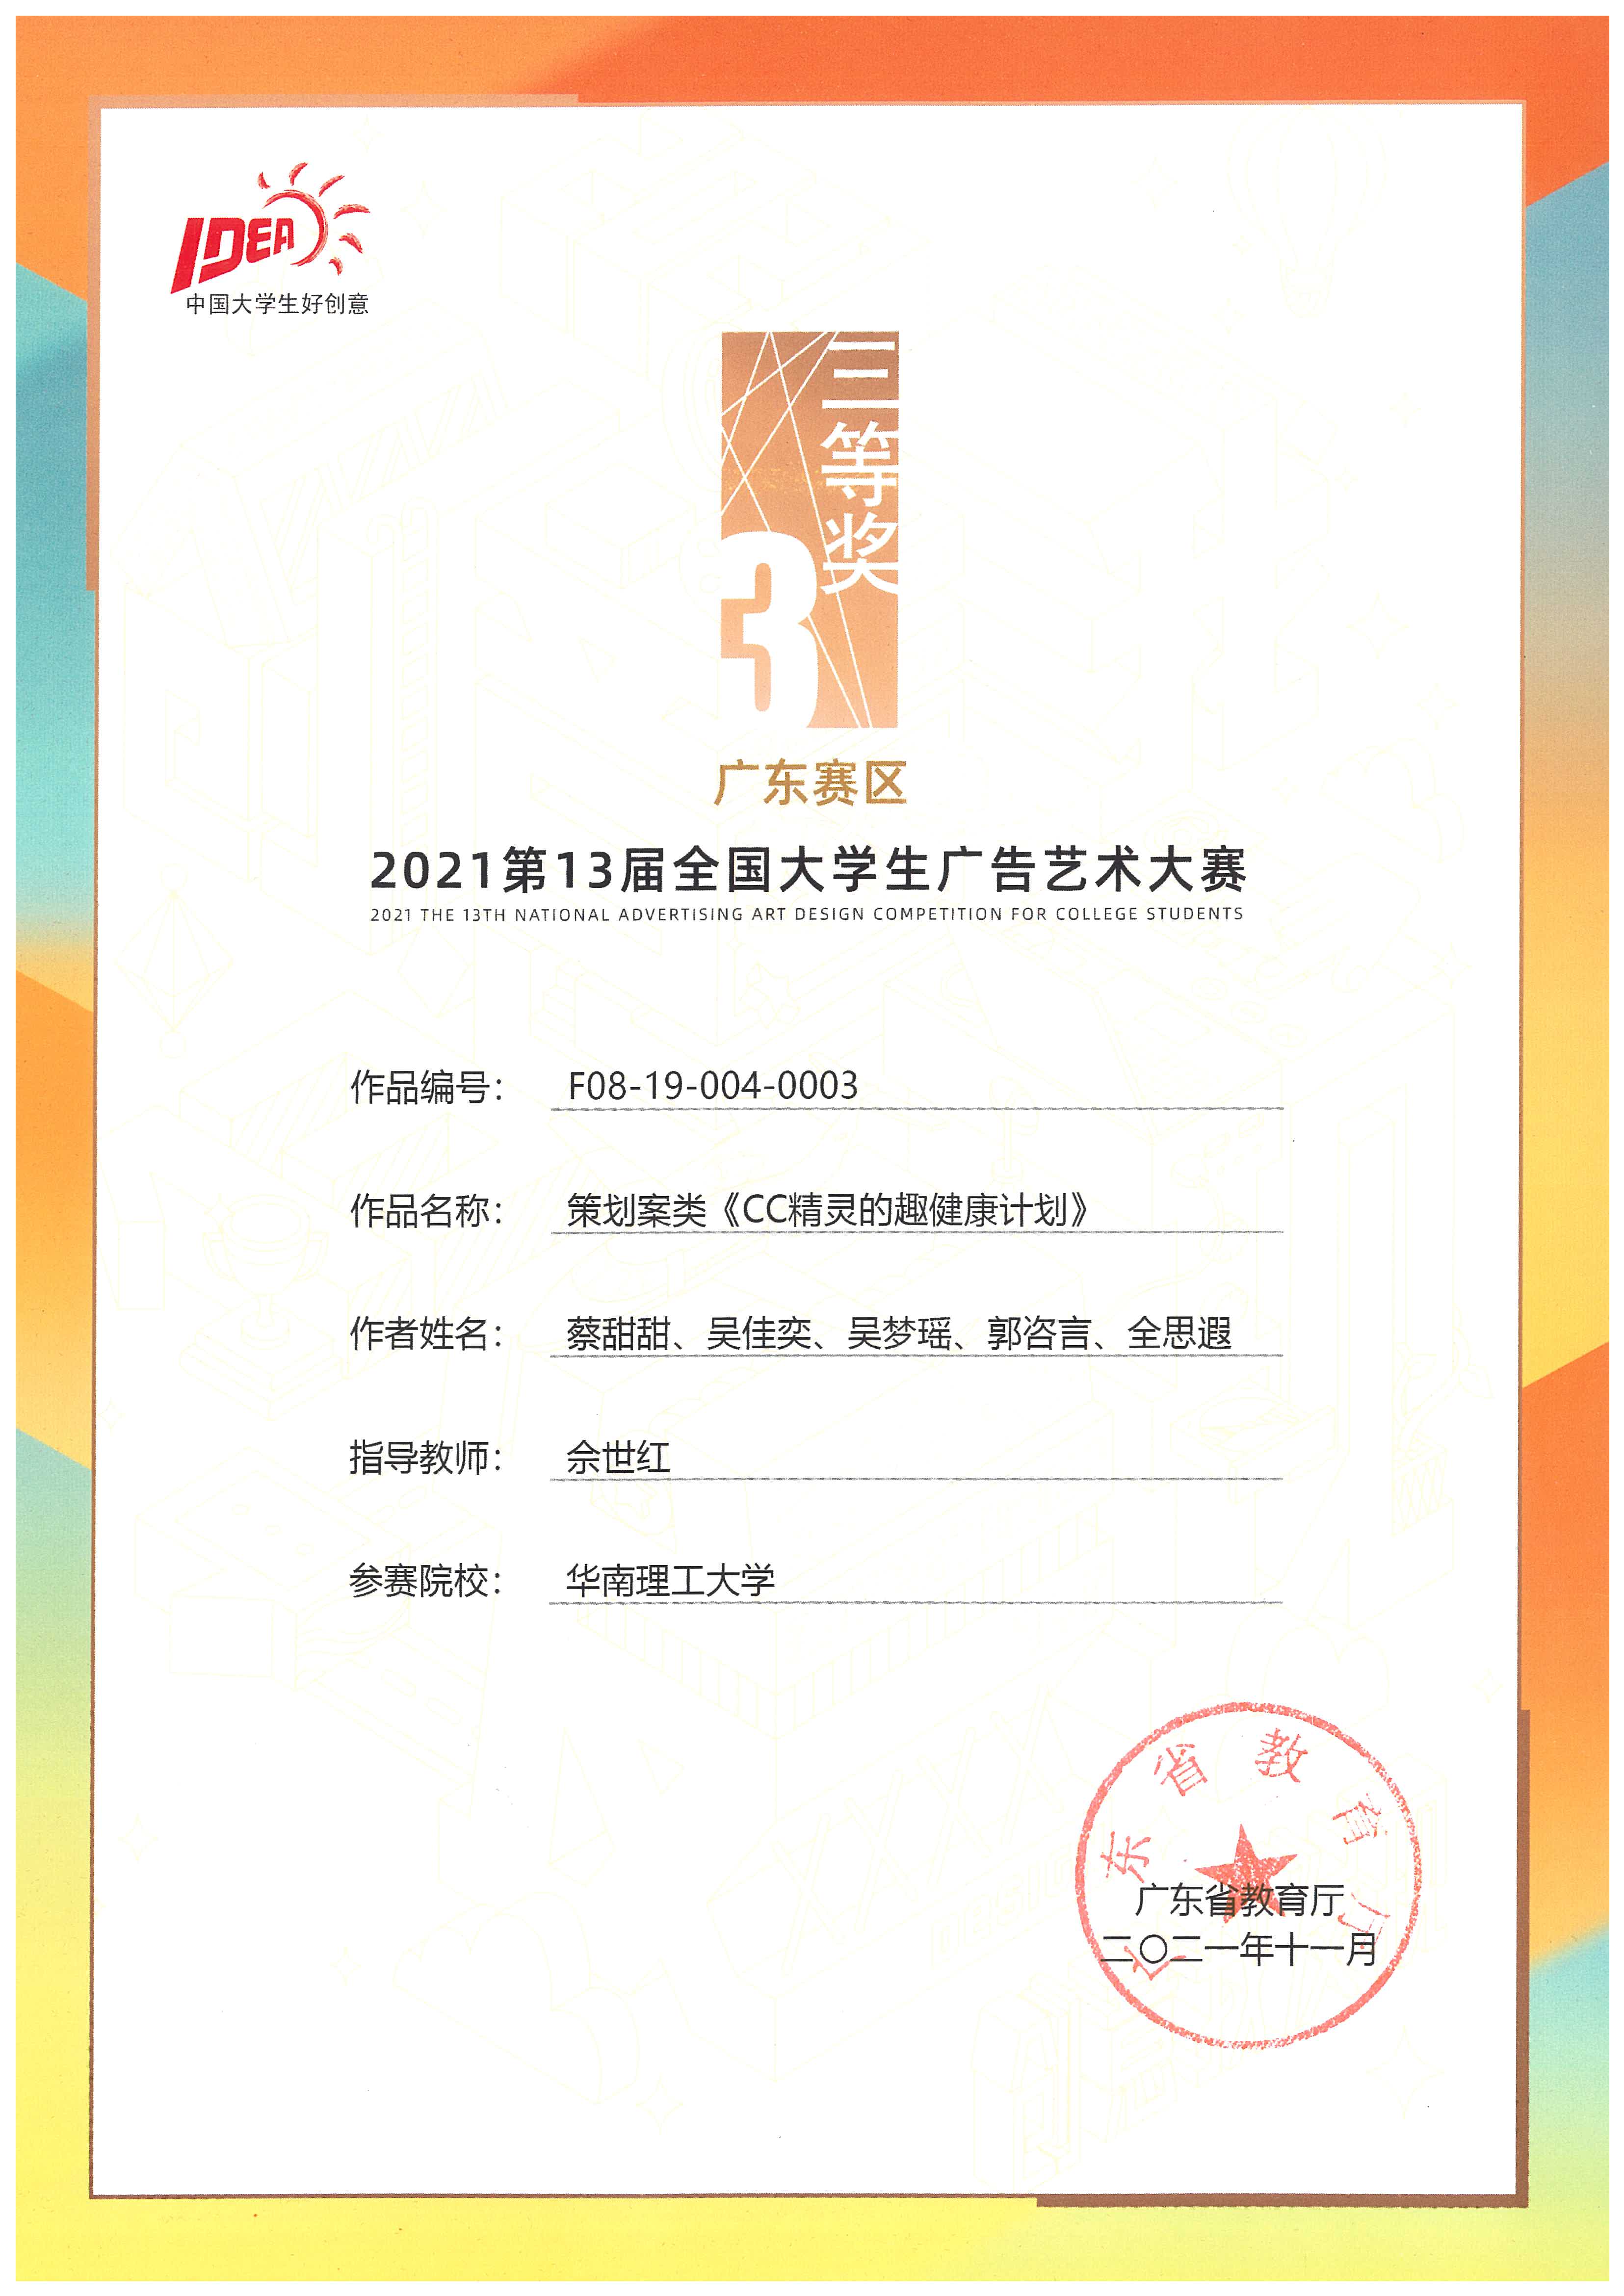 IDEA
中国大学生好创意
三等奖
3
广东赛区
2021第13届全国大学生广告艺术大赛
2021 THE 13TH NATIONAL ADVERTISING ART DESIGN COMPETITION FOR COLLEGE STUDENTS
作品编号： F08-19-004-0003
作品名称： 策划案类《CC精灵的趣健康计划》
作者姓名： 蔡甜甜、吴佳奕、吴梦瑶、郭咨言、全思遐
指导教师： 佘世红
参赛院校： 华南理工大学
广东省教育厅
广东省教育厅
二〇二一年十一月